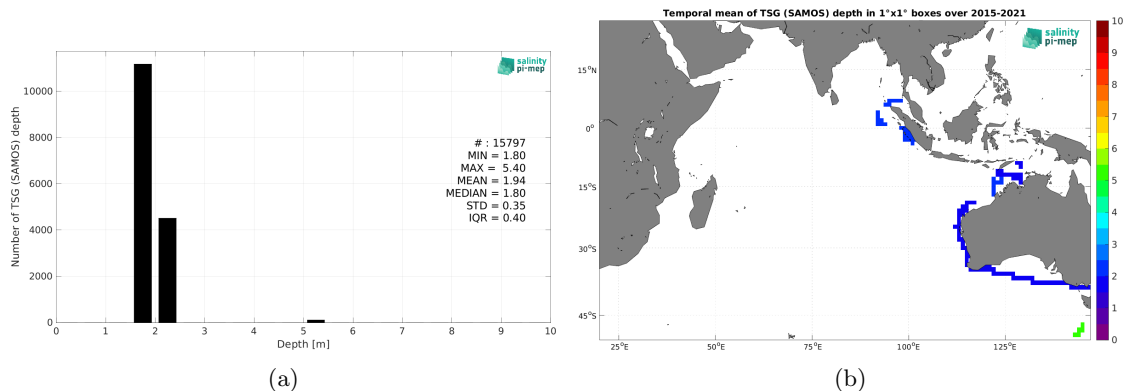 Temporal mean of TSG (SAMOS) depth in 1°x1° boxes over 2015-2021
salinity
pi-mep
Number of TSG (SAMOS) depth
10000
8000
6000
4000
2000
0
# : 15797
MIN = 1.80
MAX = 5.40
MEAN = 1.94
MEDIAN = 1.80
STD = 0.35
IQR = 0.40
0 1 2 3 4 5 6 7 8 9 10
Depth [m]
(a)
salinity
pi-mep
15°N
0°
15°S
30°S
45°S
25°E 50°E 75°E 100°E 125°E
10
9
8
7
6
5
4
3
2
1
0
(b)